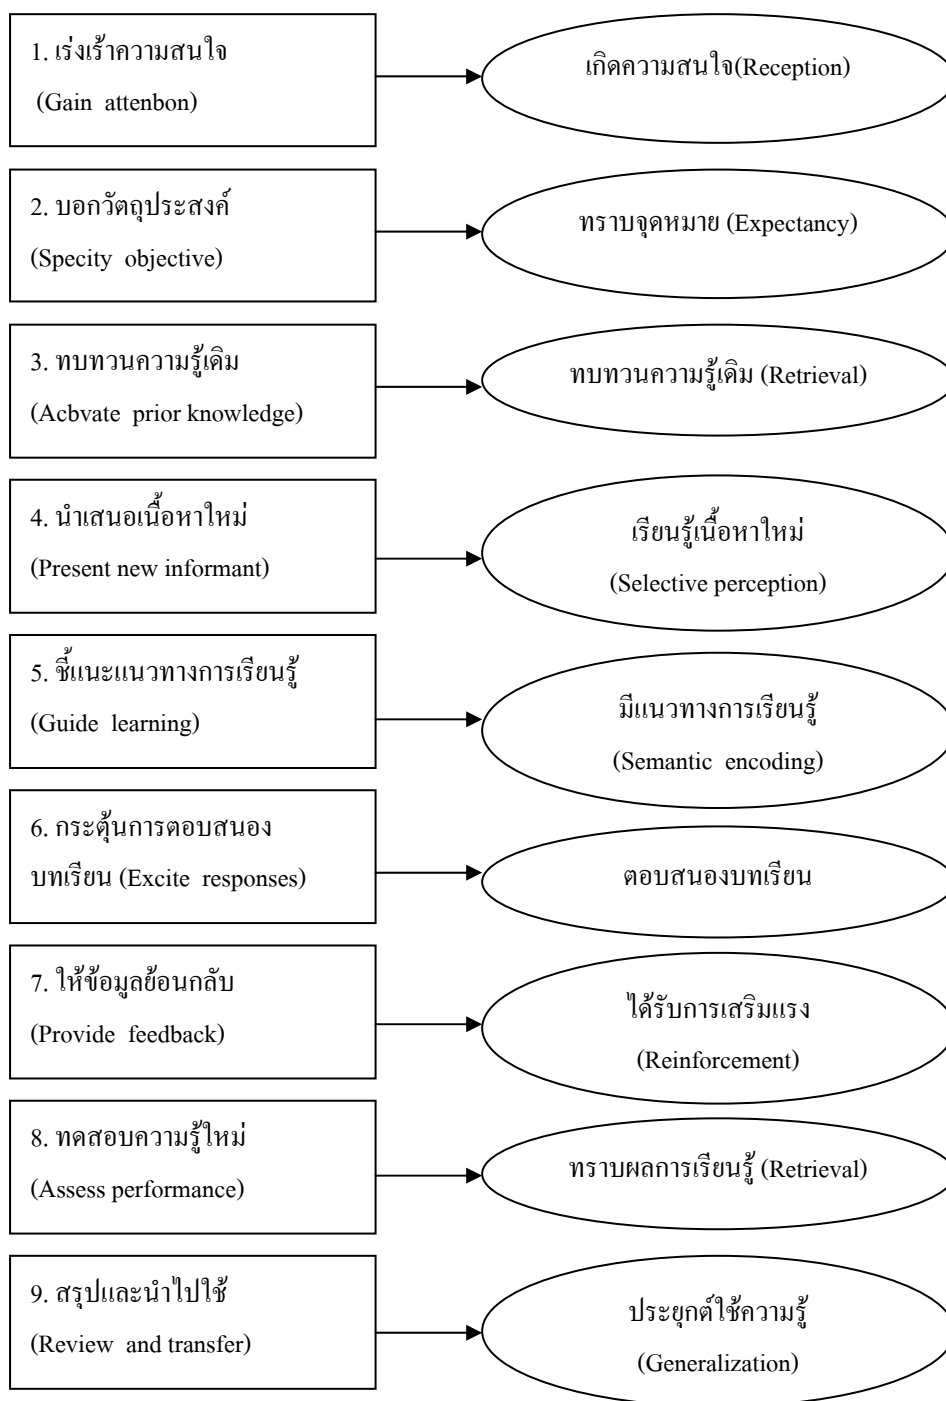 1. เร่งเร้าความสนใจ
(Gain attenbon)
เกิดความสนใจ(Reception)
2. บอกวัตถุประสงค์
(Specity objective)
ทราบจุดหมาย (Expectancy)
3. ทบทวนความรู้เดิม
(Acbvate prior knowledge)
ทบทวนความรู้เดิม (Retrieval)
4. นำเสนอเนื้อหาใหม่
(Present new informant)
เรียนรู้เนื้อหาใหม่
(Selective perception)
5. ชี้แนะแนวทางการเรียนรู้
(Guide learning)
มีแนวทางการเรียนรู้
(Semantic encoding)
6. กระตุ้นการตอบสนอง
บทเรียน (Excite responses)
ตอบสนองบทเรียน
7. ให้ข้อมูลย้อนกลับ
(Provide feedback)
ได้รับการเสริมแรง
(Reinforcement)
8. ทดสอบความรู้ใหม่
(Assess performance)
ทราบผลการเรียนรู้ (Retrieval)
9. สรุปและนำไปใช้
(Review and transfer)
ประยุกต์ใช้ความรู้
(Generalization)